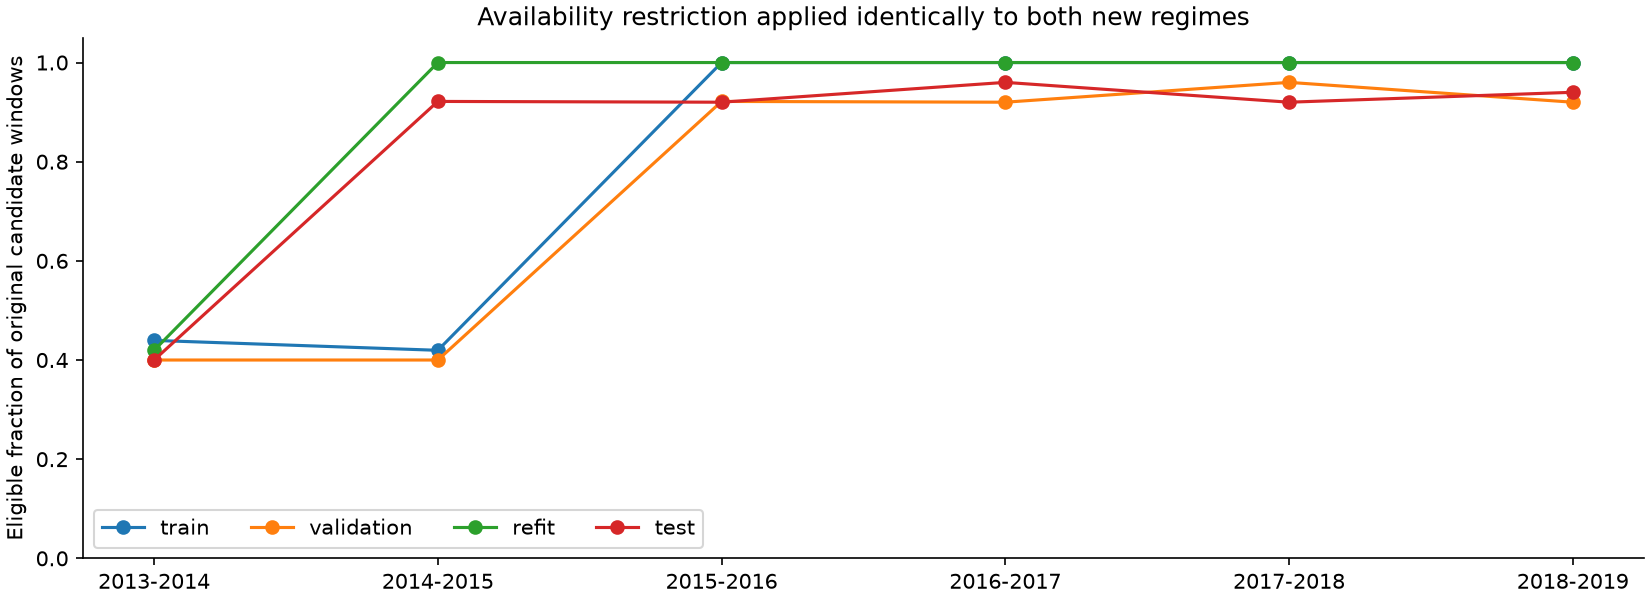 Availability restriction applied identically to both new regimes
Eligible fraction of original candidate windows
1.0
0.8
0.6
0.4
0.2
0.0
train validation refit test
2013-2014 2014-2015 2015-2016 2016-2017 2017-2018 2018-2019